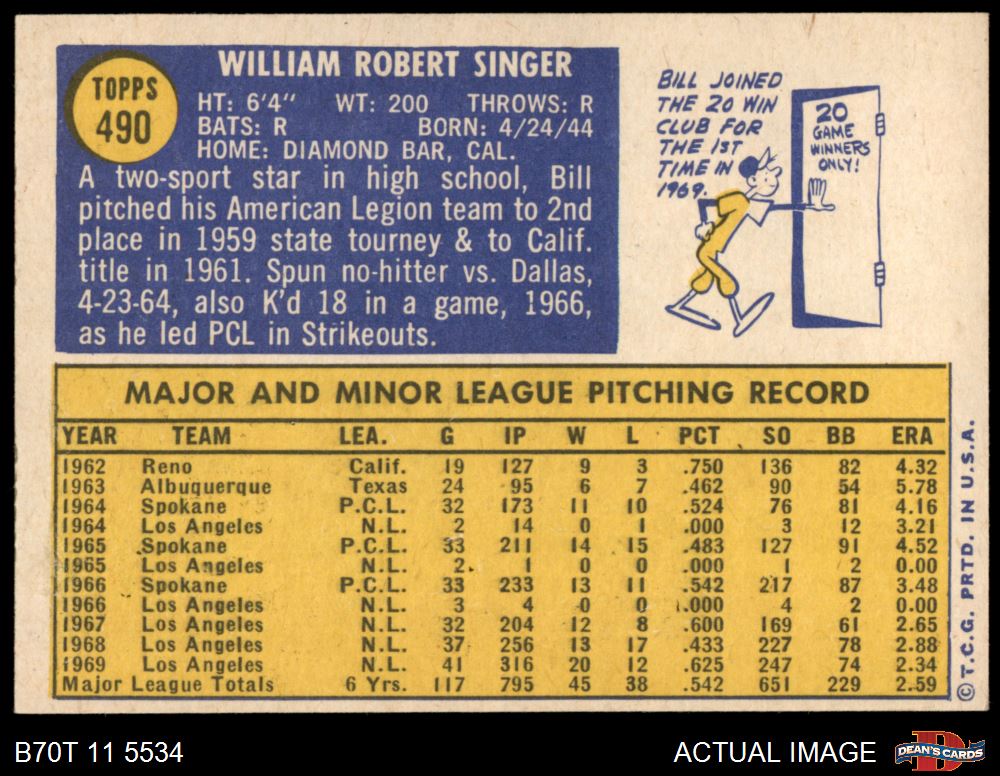 TOPPS
490
WILLIAM ROBERT SINGER
HT: 6'4" WT: 200 THROWS: R
BATS: R BORN: 4/24/44
HOME: DIAMOND BAR, CAL.
A two-sport star in high school, Bill
pitched his American Legion team to 2nd
place in 1959 state tourney & to Calif.
title in 1961. Spun no-hitter vs. Dallas,
4-23-64, also K'd 18 in a game, 1966,
as he led PCL in Strikeouts.
BILL JOINED
THE 20 WIN
CLUB FOR
THE 1ST
TIME IN
1969.
20
GAME
WINNERS
ONLY!
MAJOR AND MINOR LEAGUE PITCHING RECORD
YEAR TEAM LEA. G IP W L PCT SO BB ERA
1962 Reno Calif. 19 127 9 3 .750 136 82 4.32
1963 Albuquerque Texas 24 95 6 7 .462 90 54 5.78
1964 Spokane P.C.L. 32 173 11 10 .524 76 81 4.16
1964 Los Angeles N.L. 2 14 0 1 .000 3 12 3.21
1965 Spokane P.C.L. 33 211 14 15 .483 127 91 4.52
1965 Los Angeles N.L. 2 1 0 0 .000 1 2 0.00
1966 Spokane P.C.L. 33 233 13 11 .542 217 87 3.48
1966 Los Angeles N.L. 3 4 0 0 .000 4 2 0.00
1967 Los Angeles N.L. 32 204 12 8 .600 169 61 2.65
1968 Los Angeles N.L. 37 256 13 17 .433 227 78 2.88
1969 Los Angeles N.L. 41 316 20 12 .625 247 74 2.34
Major League Totals 6 Yrs. 117 795 45 38 .542 651 229 2.59
© T.C.G. PRTD. IN U.S.A.
B70T 11 5534
ACTUAL IMAGE
DEAN'S CARDS